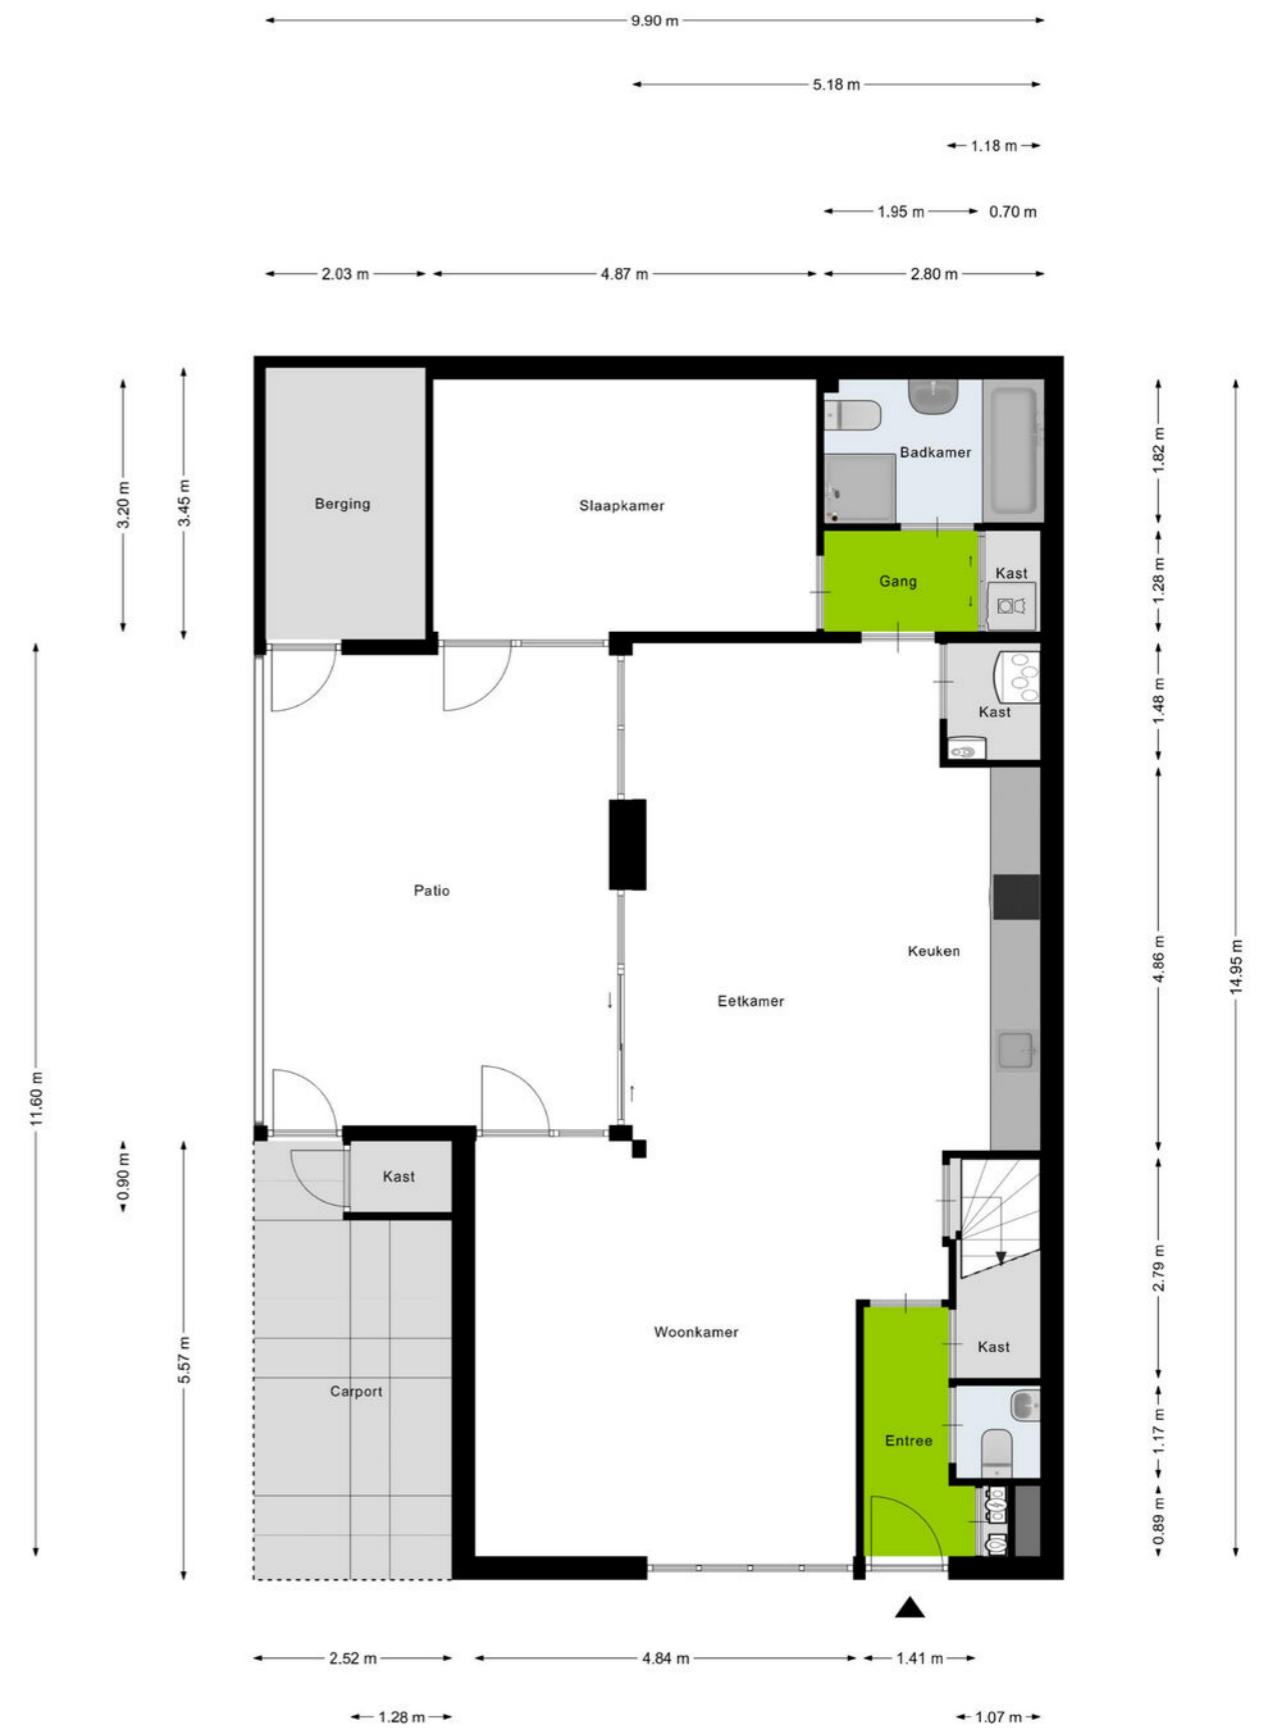 9.90 m
5.18 m
1.18 m
1.95 m
0.70 m
2.03 m
4.87 m
2.80 m
3.20 m
3.45 m
Berging
Slaapkamer
Badkamer
1.82 m
Gang
Kast
1.28 m
Kast
1.48 m
Patio
Keuken
Eetkamer
4.86 m
14.95 m
11.60 m
0.90 m
Kast
2.79 m
Woonkamer
Kast
5.57 m
Carport
Entree
1.17 m
0.89 m
2.52 m
4.84 m
1.41 m
1.28 m
1.07 m